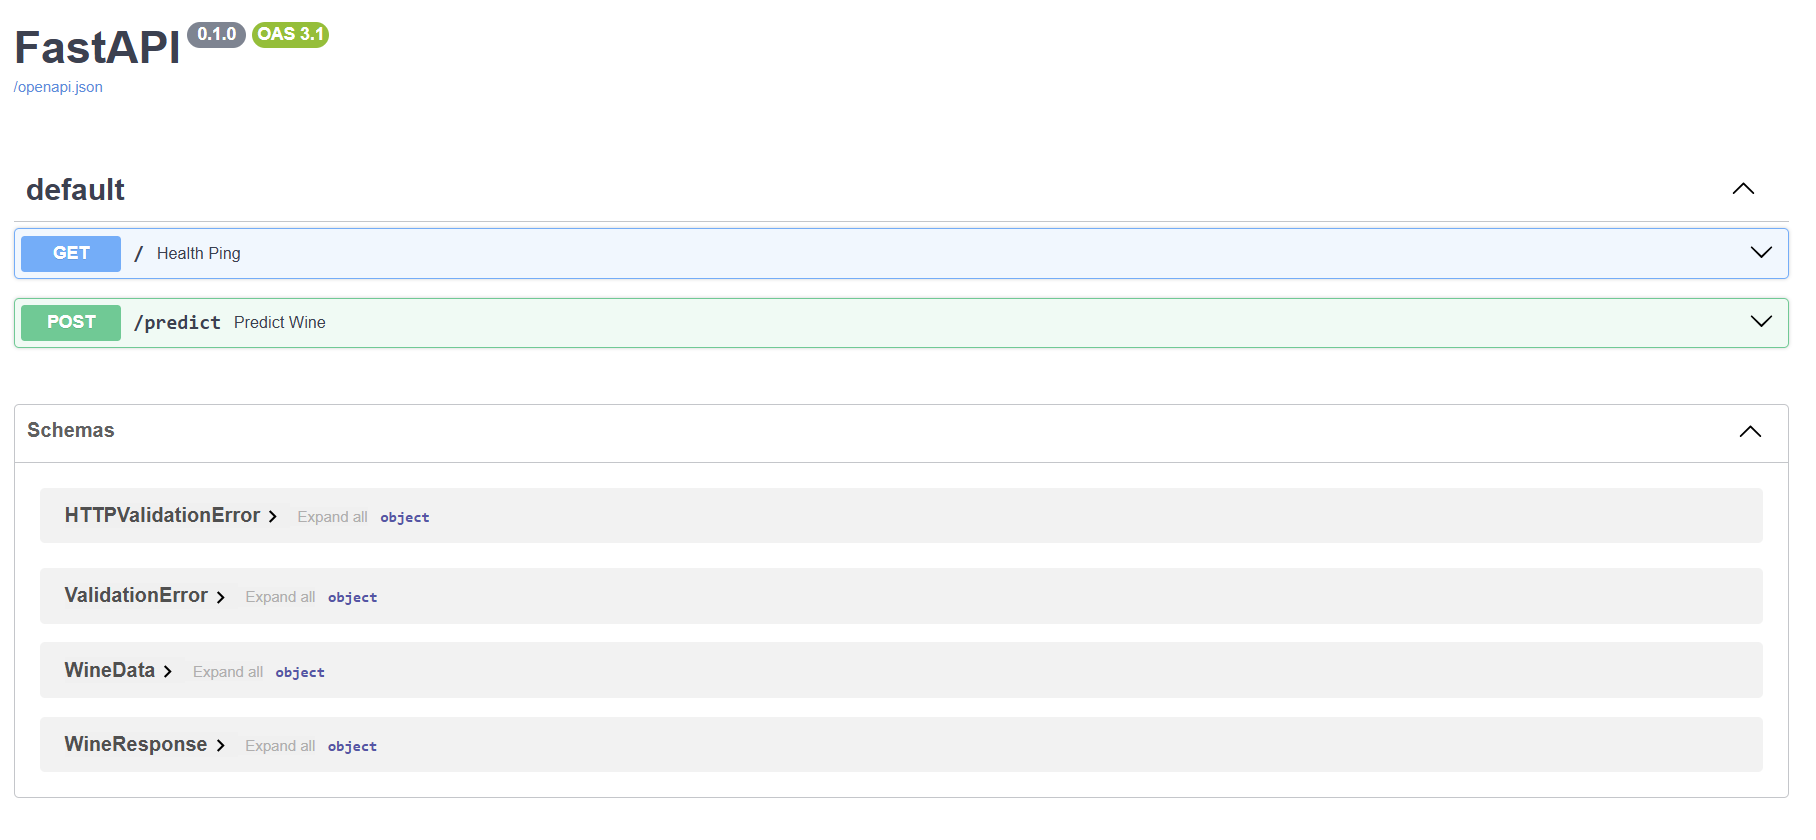 FastAPI 0.1.0 OAS 3.1
/openapi.json
default
GET / Health Ping
POST /predict Predict Wine
Schemas
HTTPValidationError Expand all object
ValidationError Expand all object
WineData Expand all object
WineResponse Expand all object